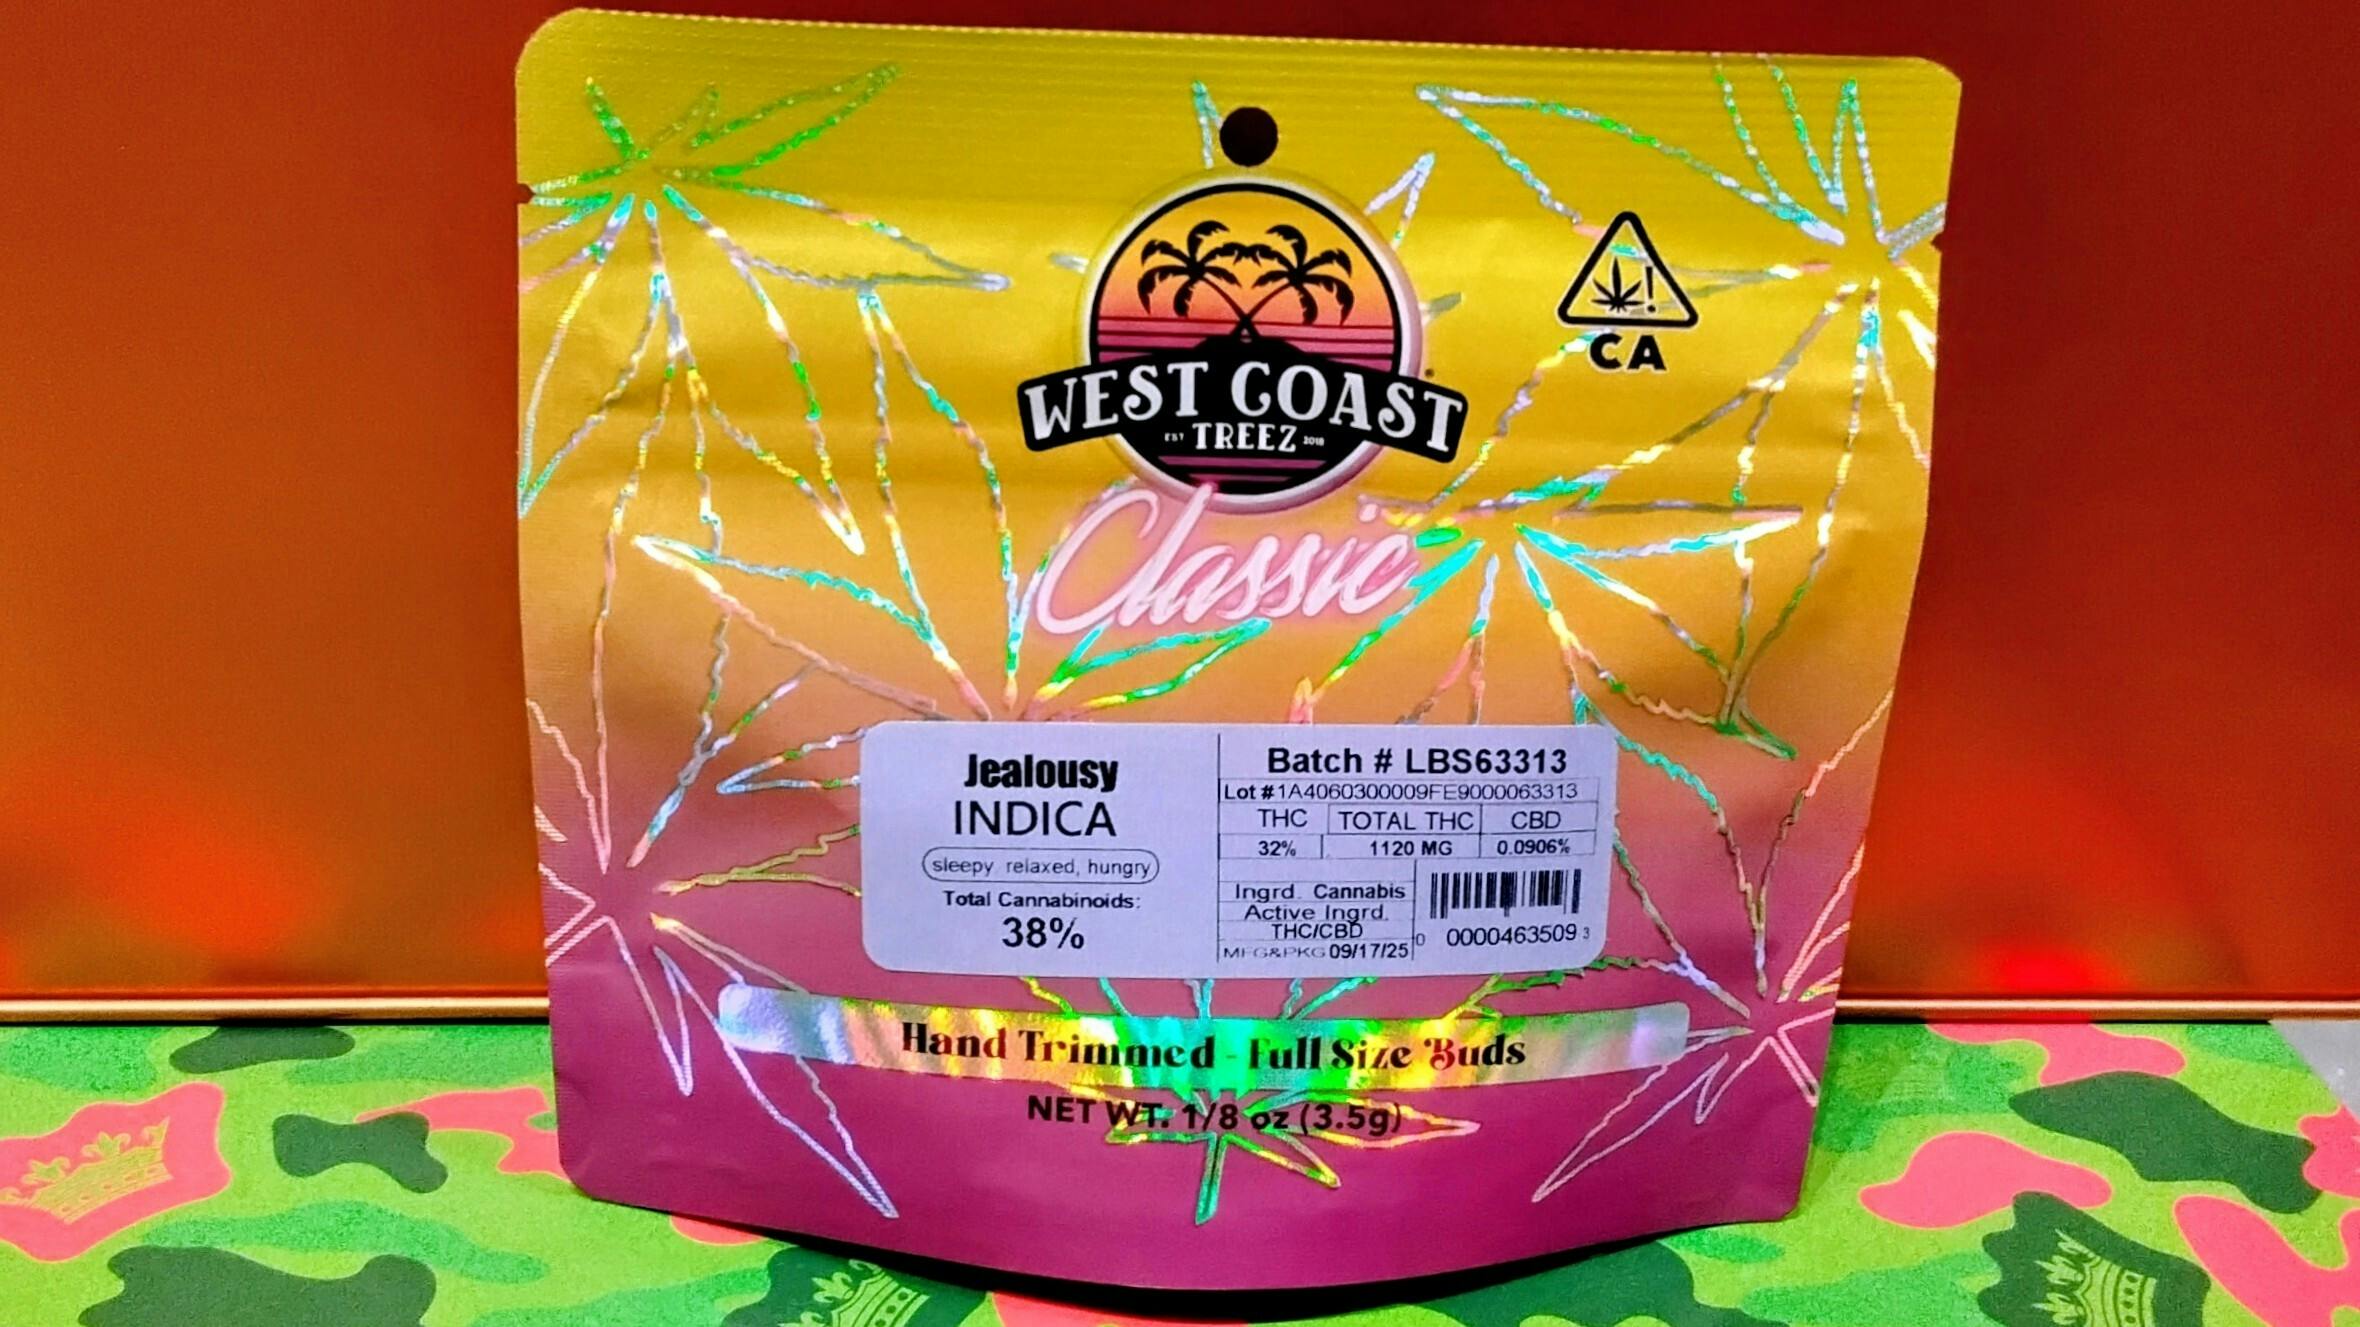 WEST COAST
EST TREEZ 2018
Classic
CA
Jealousy
INDICA
sleepy relaxed, hungry
Total Cannabinoids:
38%
Batch # LBS63313
Lot # 1A4060300009FE9000063313
THC TOTAL THC CBD
32% 1120 MG 0.0906%
Ingrd. Cannabis
Active Ingrd.
THC/CBD
MFG&PKG 09/17/25
0 0000463509 3
Hand Trimmed - Full Size Buds
NET WT. 1/8 oz (3.5g)